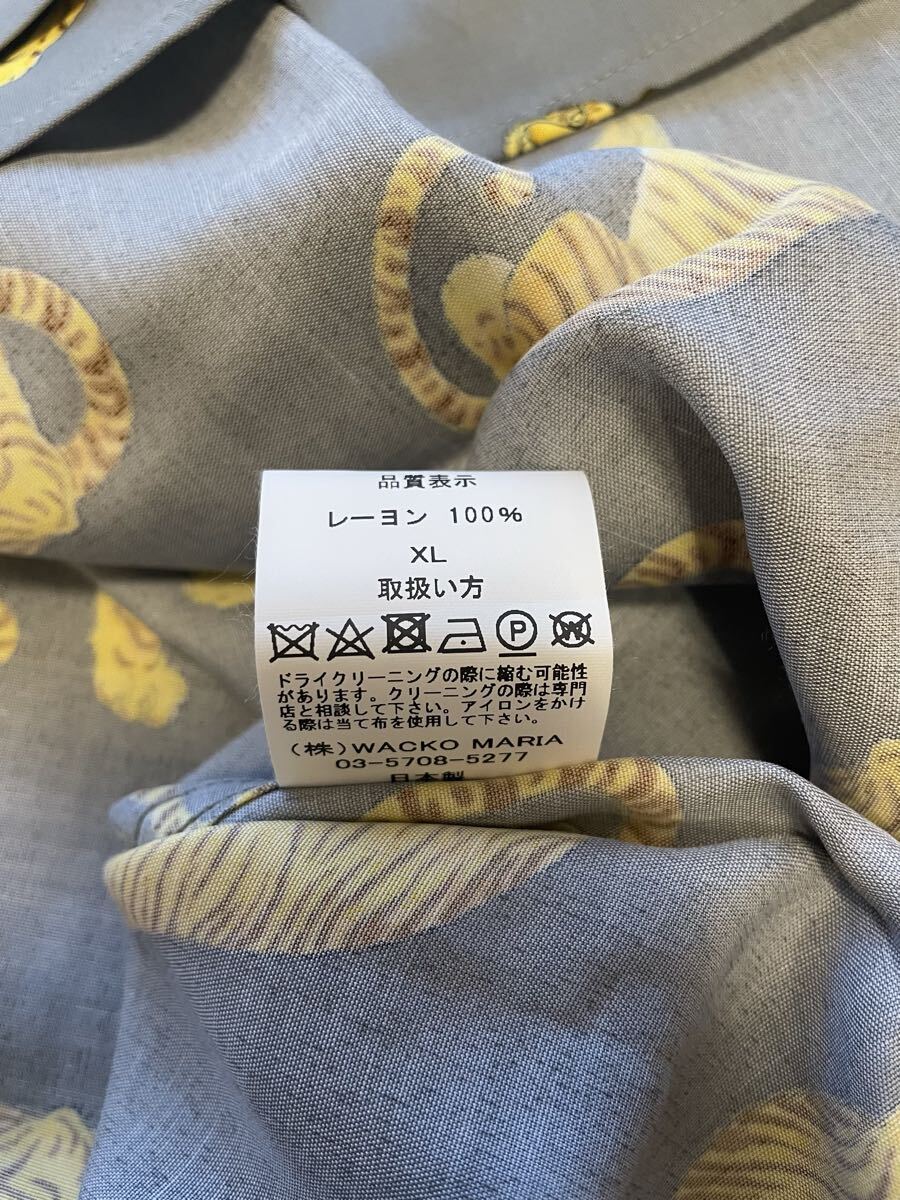 品質表示
レーヨン 100%
XL
取扱い方
P W
ドライクリーニングの際に縮む可能性
があります。クリーニングの際は専門
店と相談して下さい。アイロンをかけ
る際は当て布を使用して下さい。
(株)WACKO MARIA
03-5708-5277
日本製